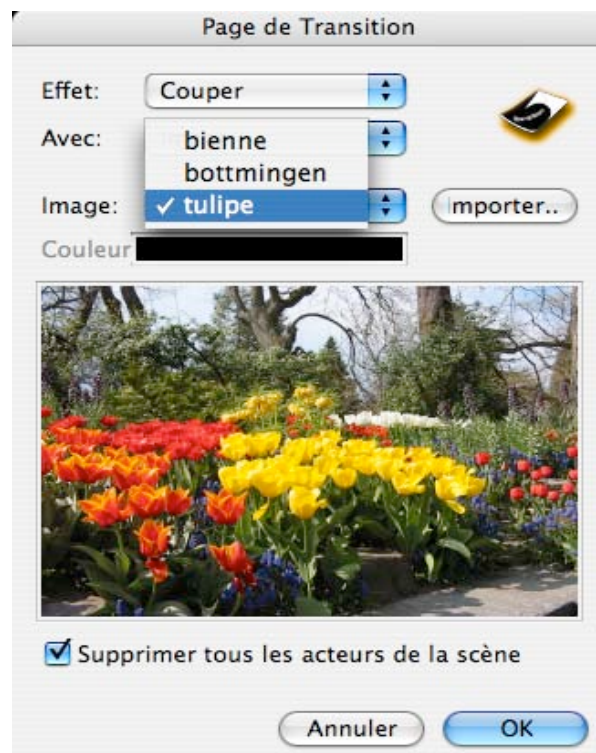 Page de Transition
Effet: Couper
Avec:
bienne
bottmingen
Image: ✓ tulipe mporter..
Couleur
Supprimer tous les acteurs de la scène
Annuler OK